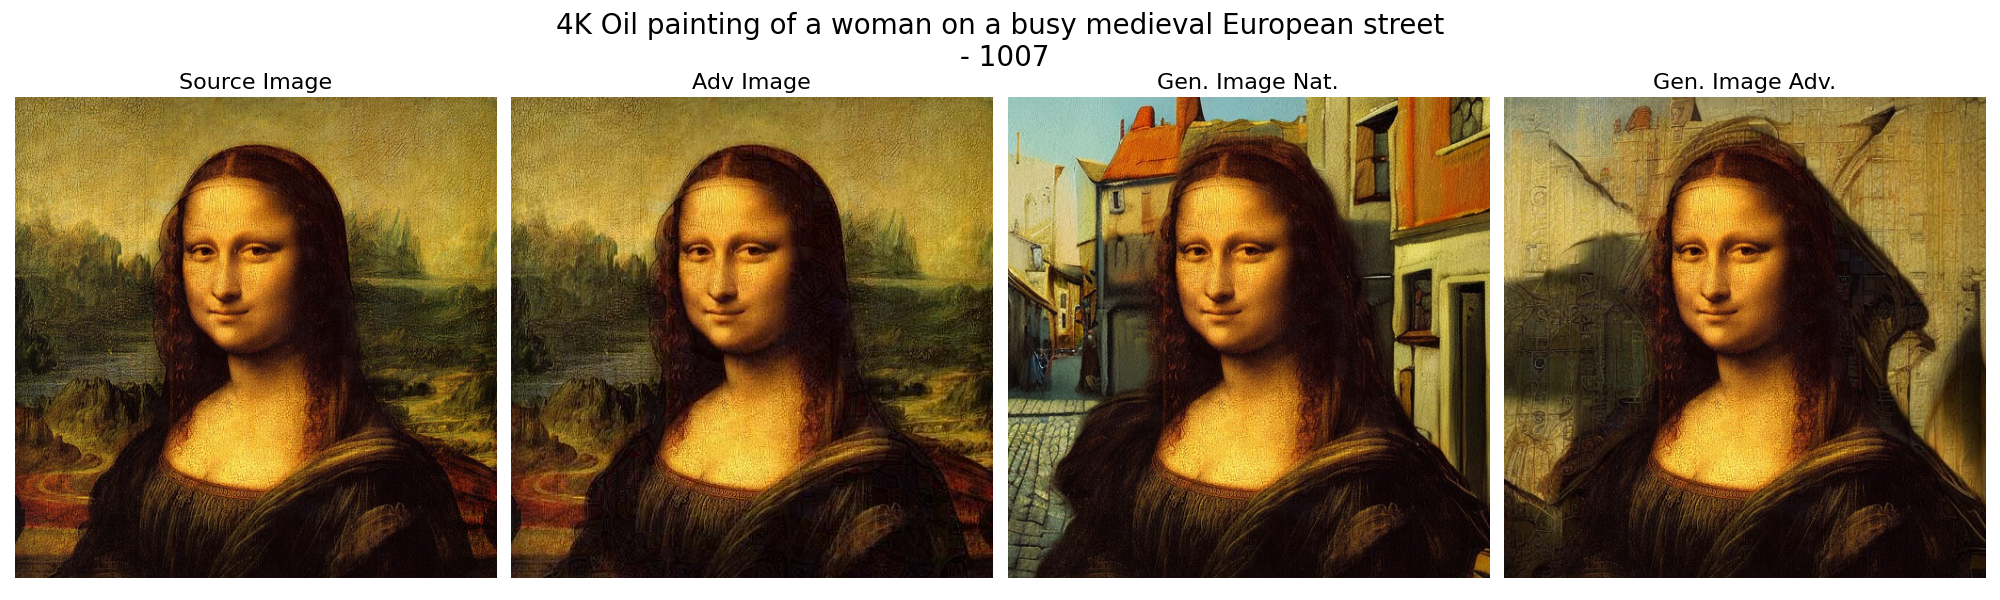 4K Oil painting of a woman on a busy medieval European street
- 1007
Source Image
Adv Image
Gen. Image Nat.
Gen. Image Adv.